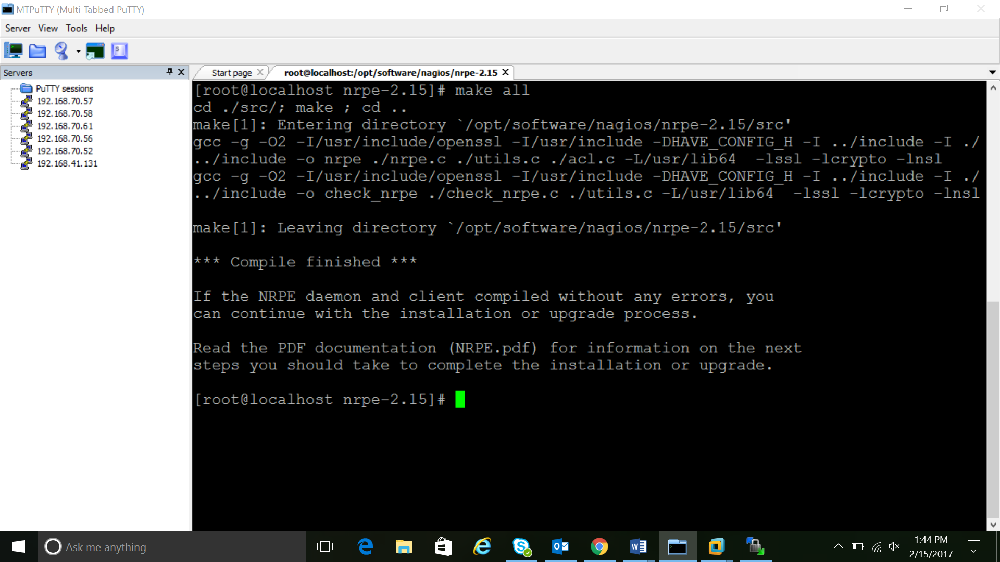 MTPuTTY (Multi-Tabbed PuTTY)
Server View Tools Help
Servers
PuTTY sessions
192.168.70.57
192.168.70.58
192.168.70.61
192.168.70.56
192.168.70.52
192.168.41.131
Start page root@localhost:/opt/software/nagios/nrpe-2.15
[root@localhost nrpe-2.15]# make all
cd ./src/; make ; cd ..
make[1]: Entering directory `/opt/software/nagios/nrpe-2.15/src'
gcc -g -O2 -I/usr/include/openssl -I/usr/include -DHAVE_CONFIG_H -I ../include -I ./
../include -o nrpe ./nrpe.c ./utils.c ./acl.c -L/usr/lib64  -lssl -lcrypto -lnsl
gcc -g -O2 -I/usr/include/openssl -I/usr/include -DHAVE_CONFIG_H -I ../include -I ./
../include -o check_nrpe ./check_nrpe.c ./utils.c -L/usr/lib64  -lssl -lcrypto -lnsl
make[1]: Leaving directory `/opt/software/nagios/nrpe-2.15/src'
*** Compile finished ***
If the NRPE daemon and client compiled without any errors, you
can continue with the installation or upgrade process.
Read the PDF documentation (NRPE.pdf) for information on the next
steps you should take to complete the installation or upgrade.
[root@localhost nrpe-2.15]#
Ask me anything
1:44 PM
2/15/2017